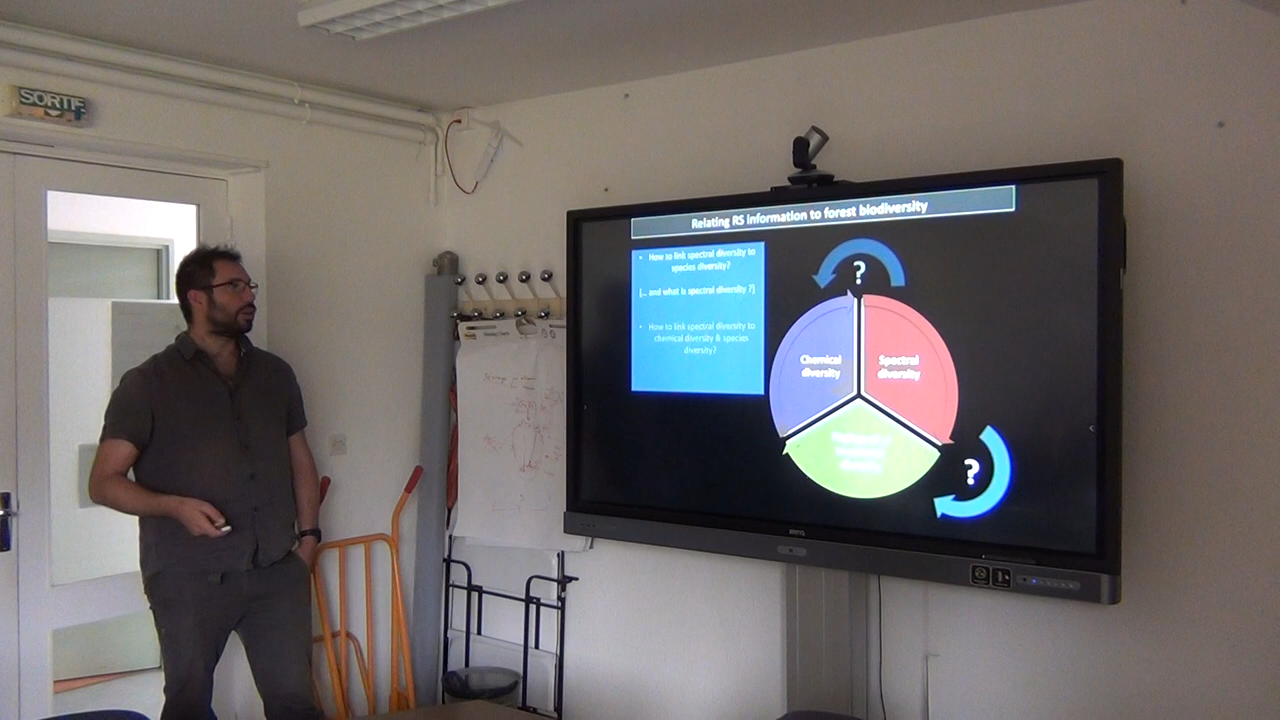 SORTIE
Relating RS information to forest biodiversity
• How to link spectral diversity to
species diversity?
(... and what is spectral diversity ?)
• How to link spectral diversity to
chemical diversity & species
diversity?
?
Chemical
diversity
Spectral
diversity
diversity
?
BenQ